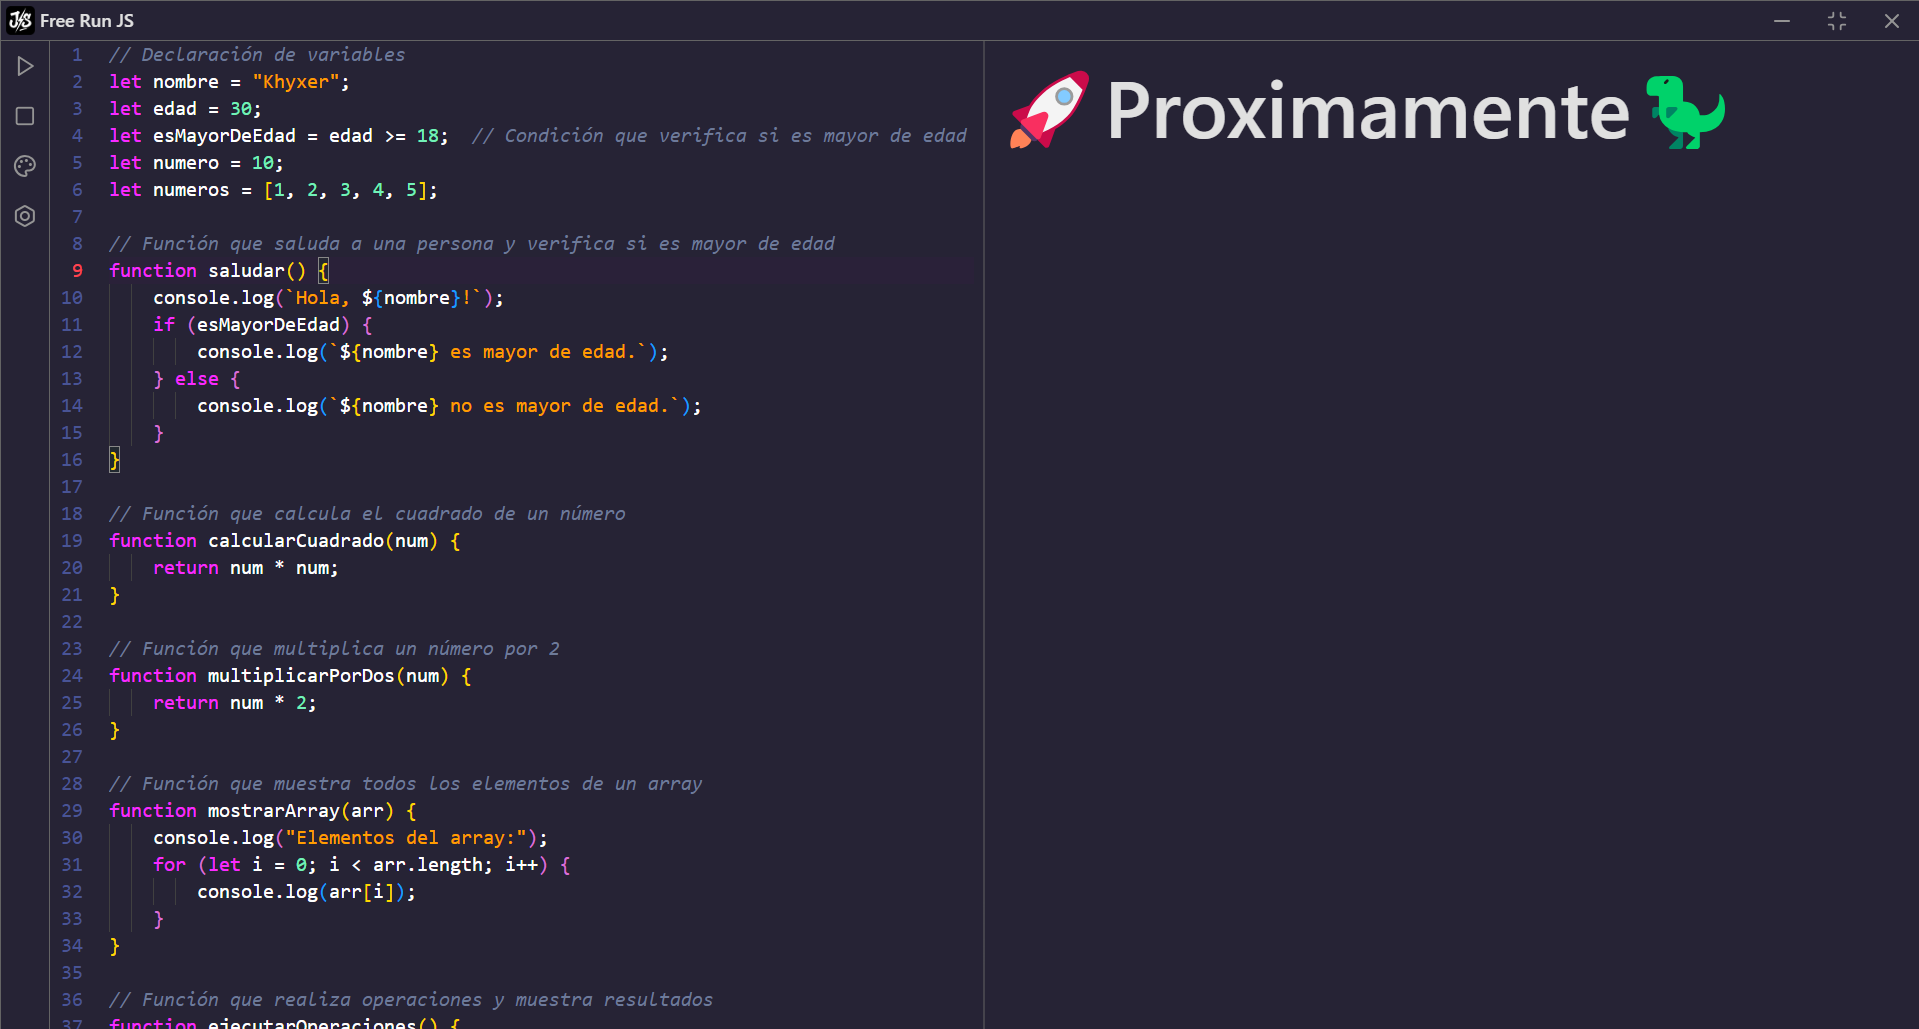 Free Run JS
1 // Declaración de variables
2 let nombre = "Khyxer";
3 let edad = 30;
4 let esMayorDeEdad = edad >= 18;  // Condición que verifica si es mayor de edad
5 let numero = 10;
6 let numeros = [1, 2, 3, 4, 5];
7
8 // Función que saluda a una persona y verifica si es mayor de edad
9 function saludar() {
10     console.log(`Hola, ${nombre}!`);
11     if (esMayorDeEdad) {
12         console.log(`${nombre} es mayor de edad.`);
13     } else {
14         console.log(`${nombre} no es mayor de edad.`);
15     }
16 }
17
18 // Función que calcula el cuadrado de un número
19 function calcularCuadrado(num) {
20     return num * num;
21 }
22
23 // Función que multiplica un número por 2
24 function multiplicarPorDos(num) {
25     return num * 2;
26 }
27
28 // Función que muestra todos los elementos de un array
29 function mostrarArray(arr) {
30     console.log("Elementos del array:");
31     for (let i = 0; i < arr.length; i++) {
32         console.log(arr[i]);
33     }
34 }
35
36 // Función que realiza operaciones y muestra resultados
37 function ejecutarOperaciones() {
🚀 Proximamente 🦖